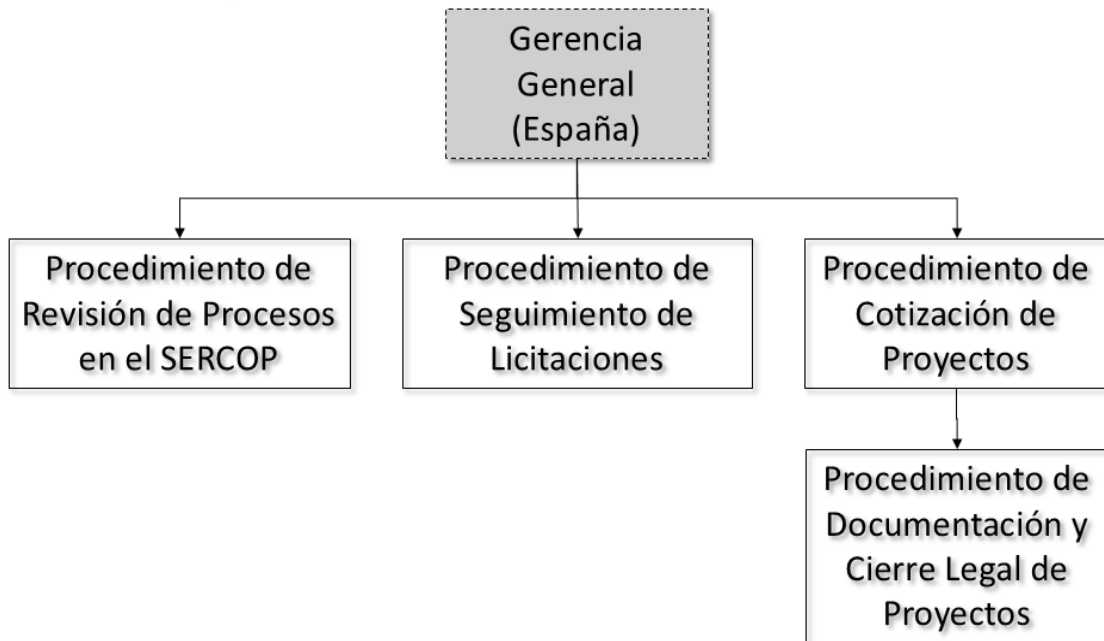 Gerencia
General
(España)
Procedimiento de
Revisión de Procesos
en el SERCOP
Procedimiento de
Seguimiento de
Licitaciones
Procedimiento de
Cotización de
Proyectos
Procedimiento de
Documentación y
Cierre Legal de
Proyectos